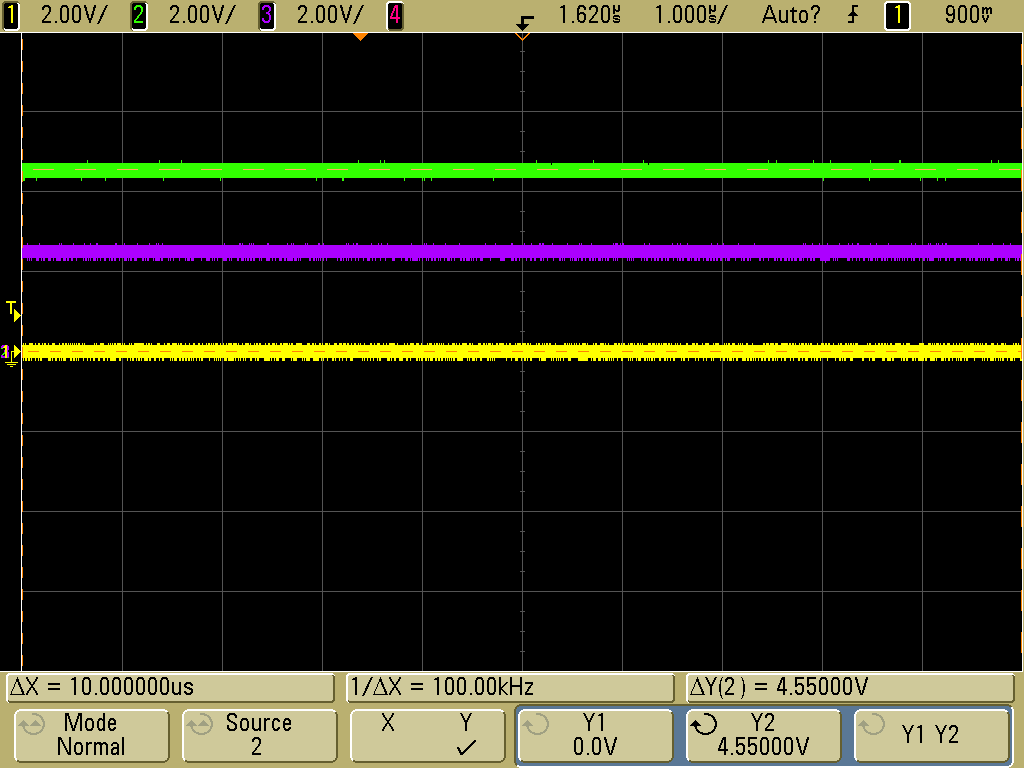 1 2.00V/ 2 2.00V/ 3 2.00V/ 4 1.620µs 1.000µs/ Auto? 1 900mV
T
1
ΔX = 10.000000us 1/ΔX = 100.00kHz ΔY(2) = 4.55000V
Mode Source X Y Y1 Y2 Y1 Y2
Normal 2 ✓ 0.0V 4.55000V